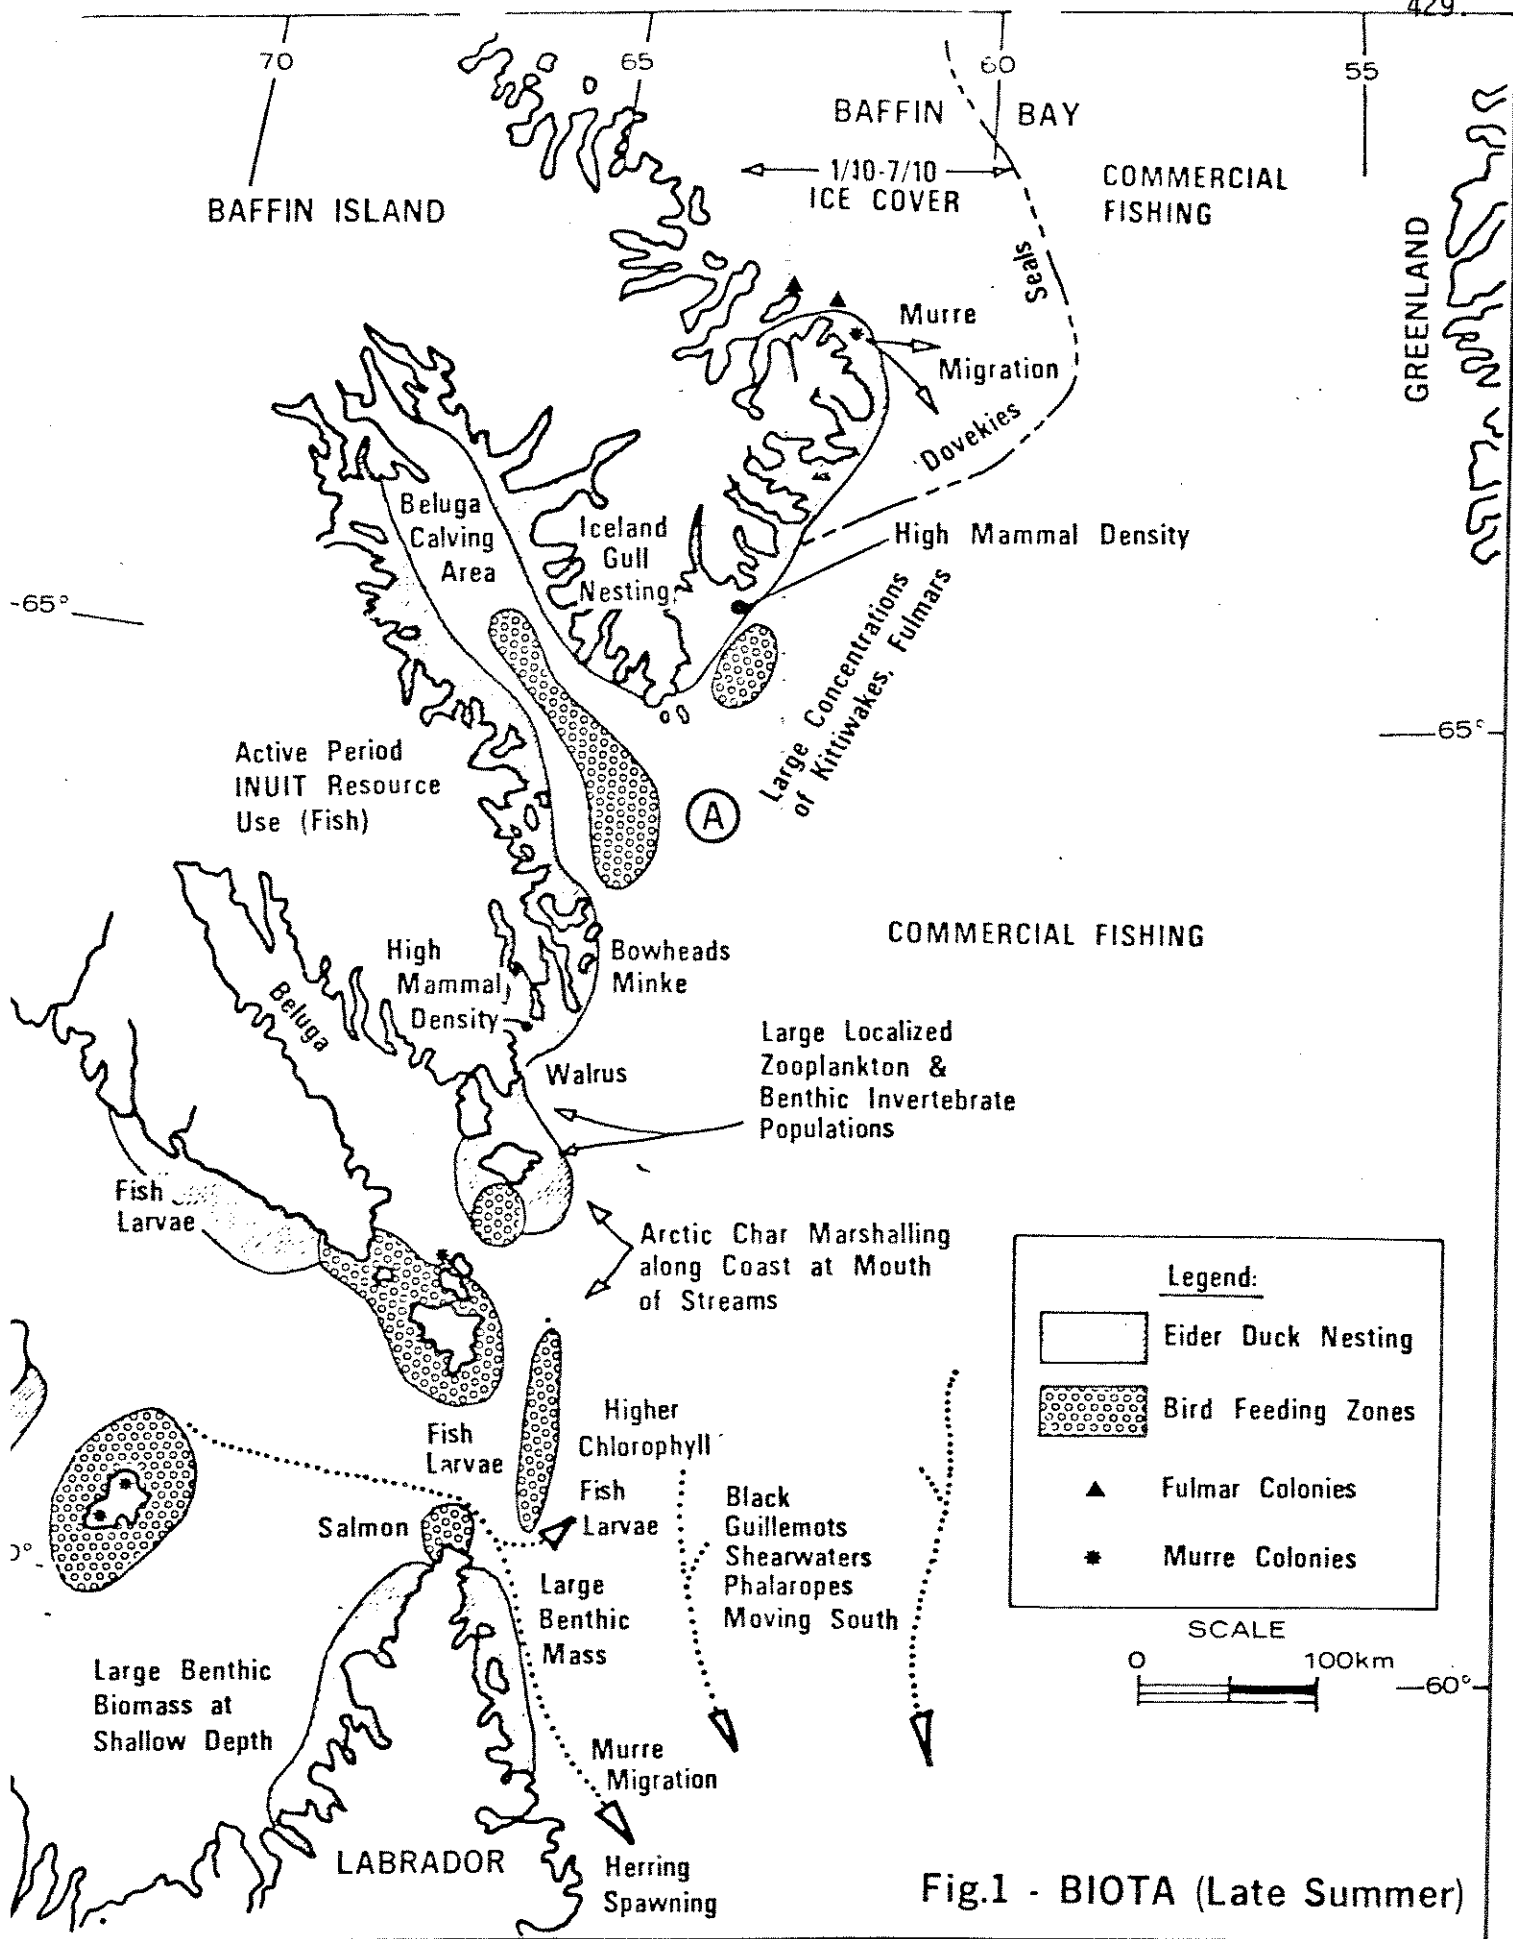 429.
70
65
60
55
BAFFIN BAY
1/10-7/10
ICE COVER
COMMERCIAL
FISHING
BAFFIN ISLAND
GREENLAND
Seals
Murre
Migration
Dovekies
Beluga
Calving
Area
Iceland
Gull
Nesting
High Mammal Density
-65°
Large Concentrations
of Kittiwakes, Fulmars
65°
Active Period
INUIT Resource
Use (Fish)
A
COMMERCIAL FISHING
High
Mammal
Density
Bowheads
Minke
Beluga
Walrus
Large Localized
Zooplankton &
Benthic Invertebrate
Populations
Fish
Larvae
Arctic Char Marshalling
along Coast at Mouth
of Streams
Legend:
Eider Duck Nesting
Bird Feeding Zones
Fulmar Colonies
Murre Colonies
Fish
Larvae
Higher
Chlorophyll
Fish
Larvae
Salmon
Black
Guillemots
Shearwaters
Phalaropes
Moving South
0°
Large
Benthic
Mass
SCALE
0 100km
60°
Large Benthic
Biomass at
Shallow Depth
Murre
Migration
LABRADOR
Herring
Spawning
Fig.1 - BIOTA (Late Summer)